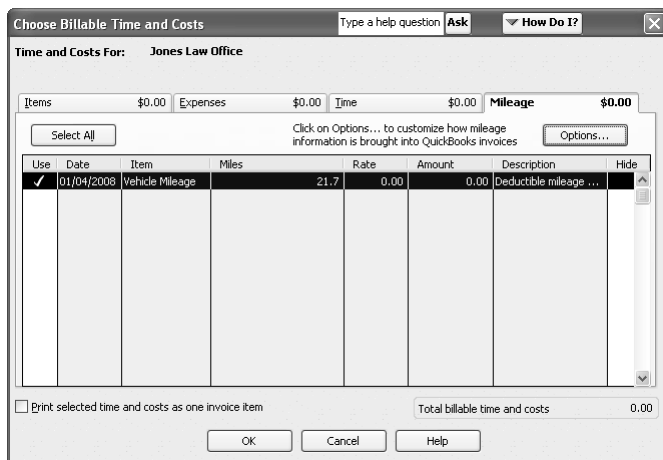 Choose Billable Time and Costs Type a help question Ask How Do I?
Time and Costs For: Jones Law Office
Items $0.00 Expenses $0.00 Time $0.00 Mileage $0.00
Select All Click on Options... to customize how mileage
information is brought into QuickBooks invoices Options...
Use Date Item Miles Rate Amount Description Hide
01/04/2008 Vehicle Mileage 21.7 0.00 0.00 Deductible mileage ...
Print selected time and costs as one invoice item Total billable time and costs 0.00
OK Cancel Help